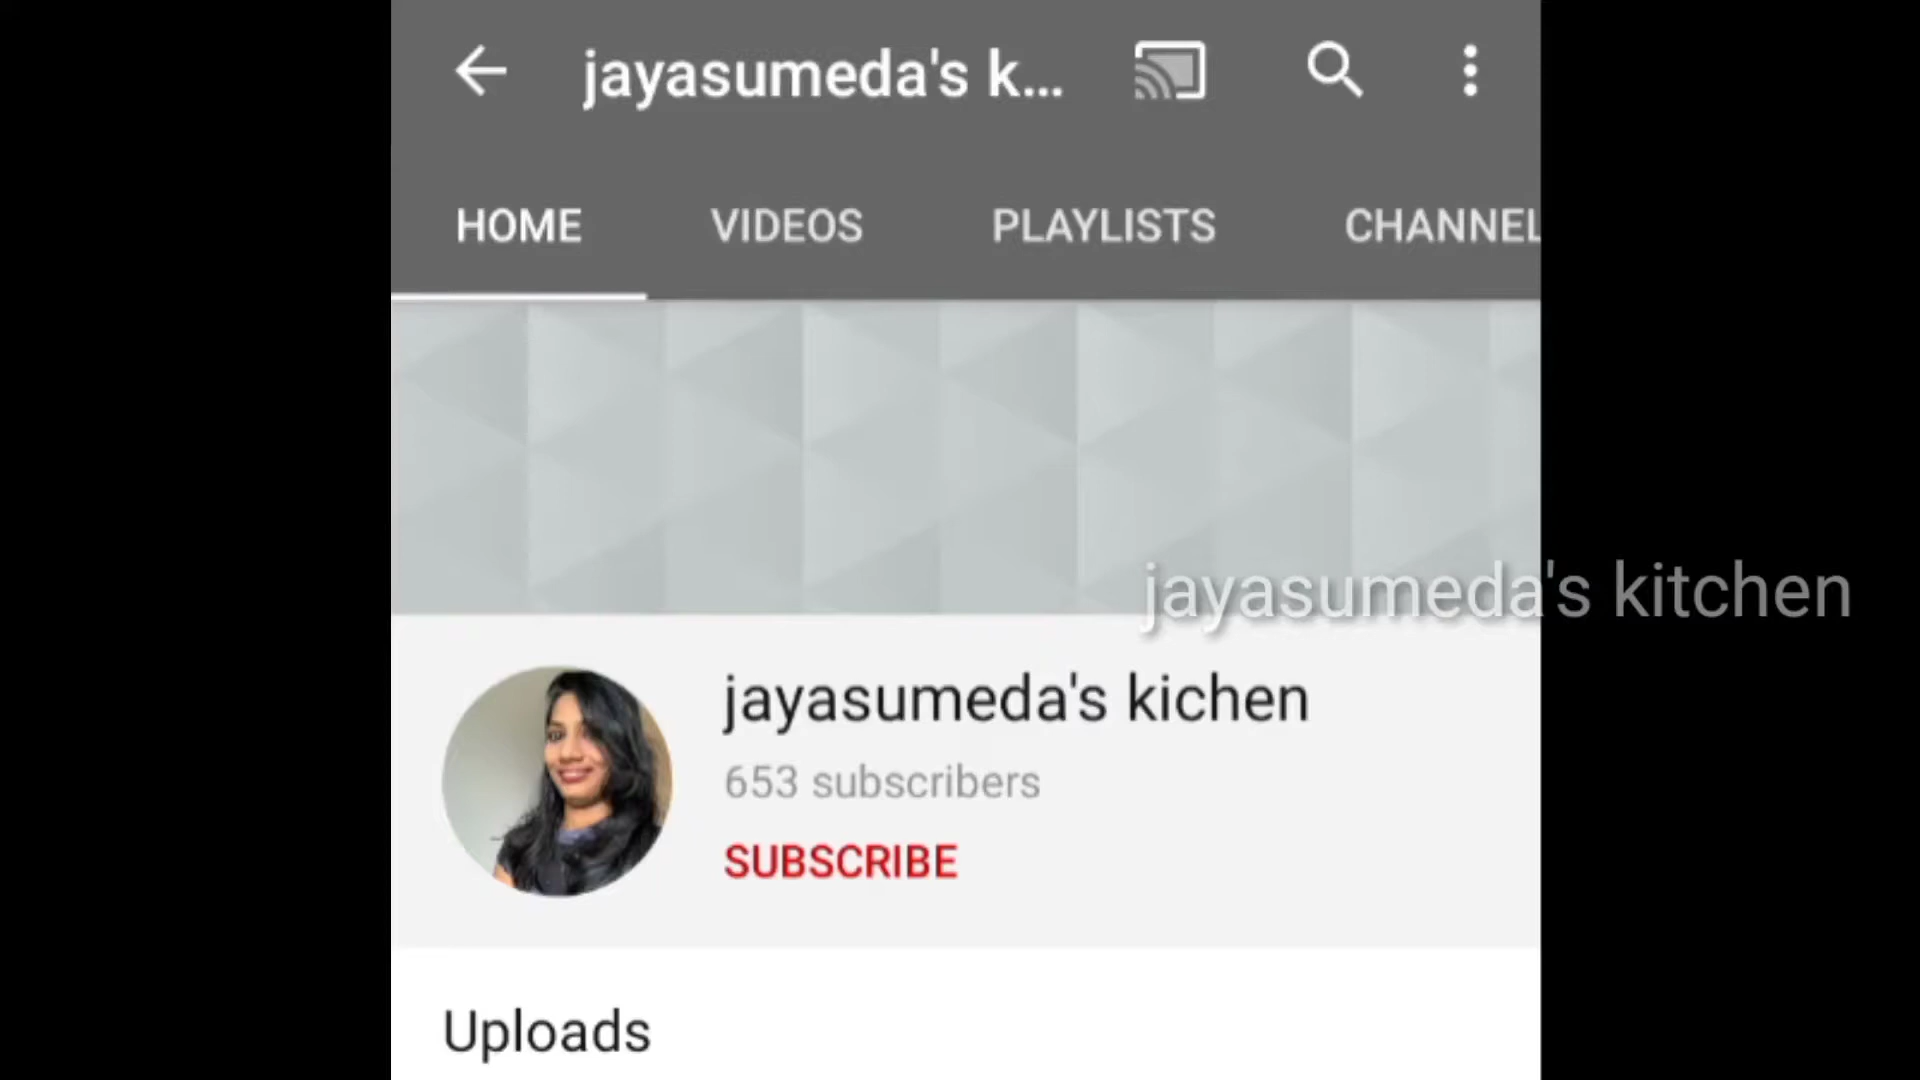 jayasumeda's k...
HOME VIDEOS PLAYLISTS CHANNEL
jayasumeda's kitchen
jayasumeda's kichen
653 subscribers
SUBSCRIBE
Uploads